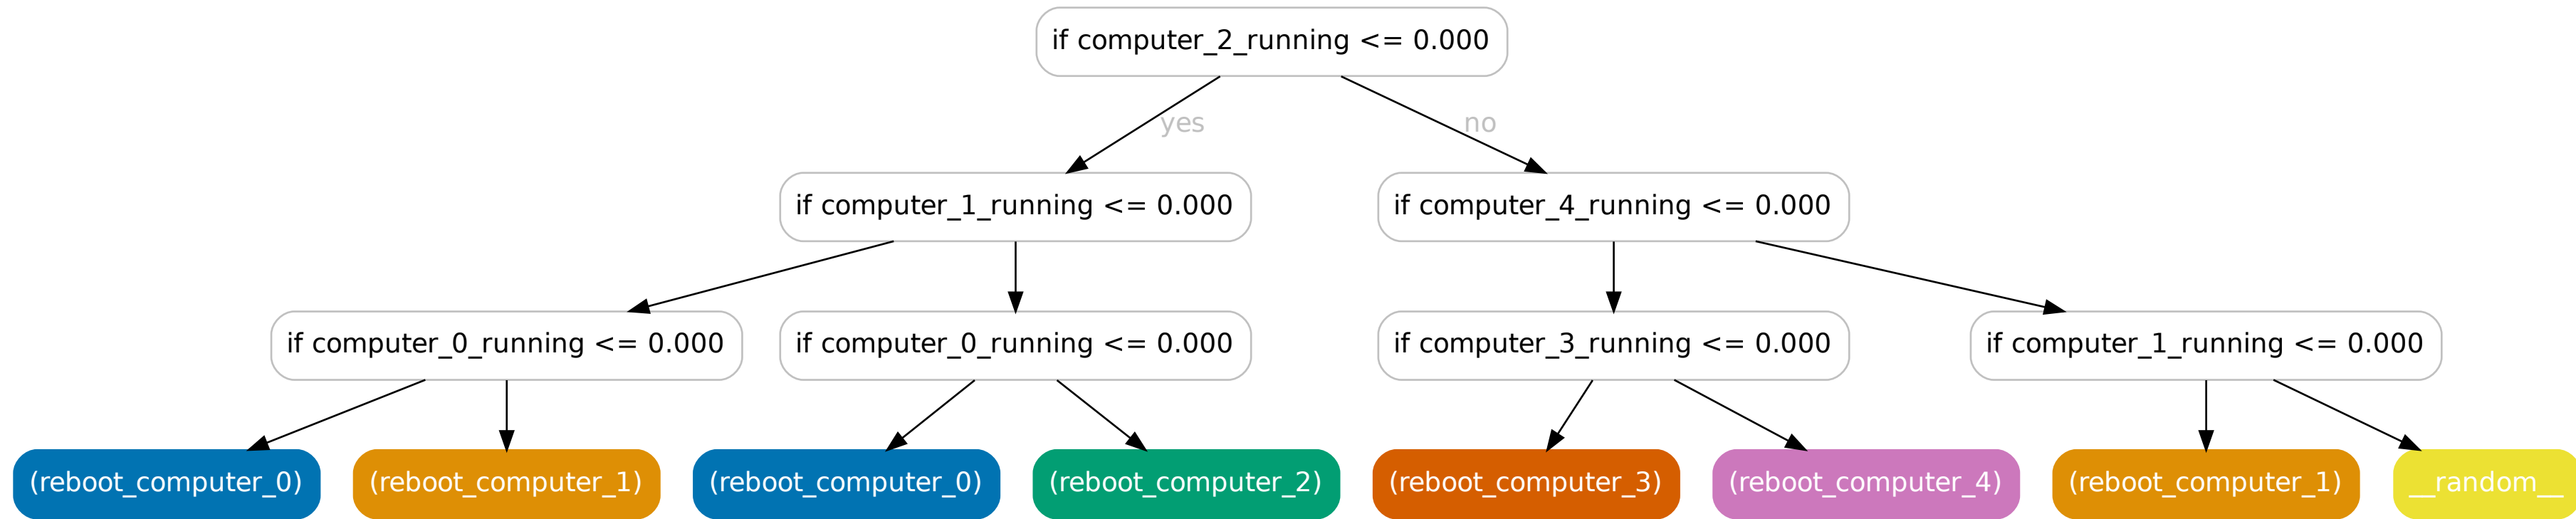 if computer_2_running <= 0.000
yes
no
if computer_1_running <= 0.000
if computer_4_running <= 0.000
if computer_0_running <= 0.000
if computer_0_running <= 0.000
if computer_3_running <= 0.000
if computer_1_running <= 0.000
(reboot_computer_0)
(reboot_computer_1)
(reboot_computer_0)
(reboot_computer_2)
(reboot_computer_3)
(reboot_computer_4)
(reboot_computer_1)
__random__